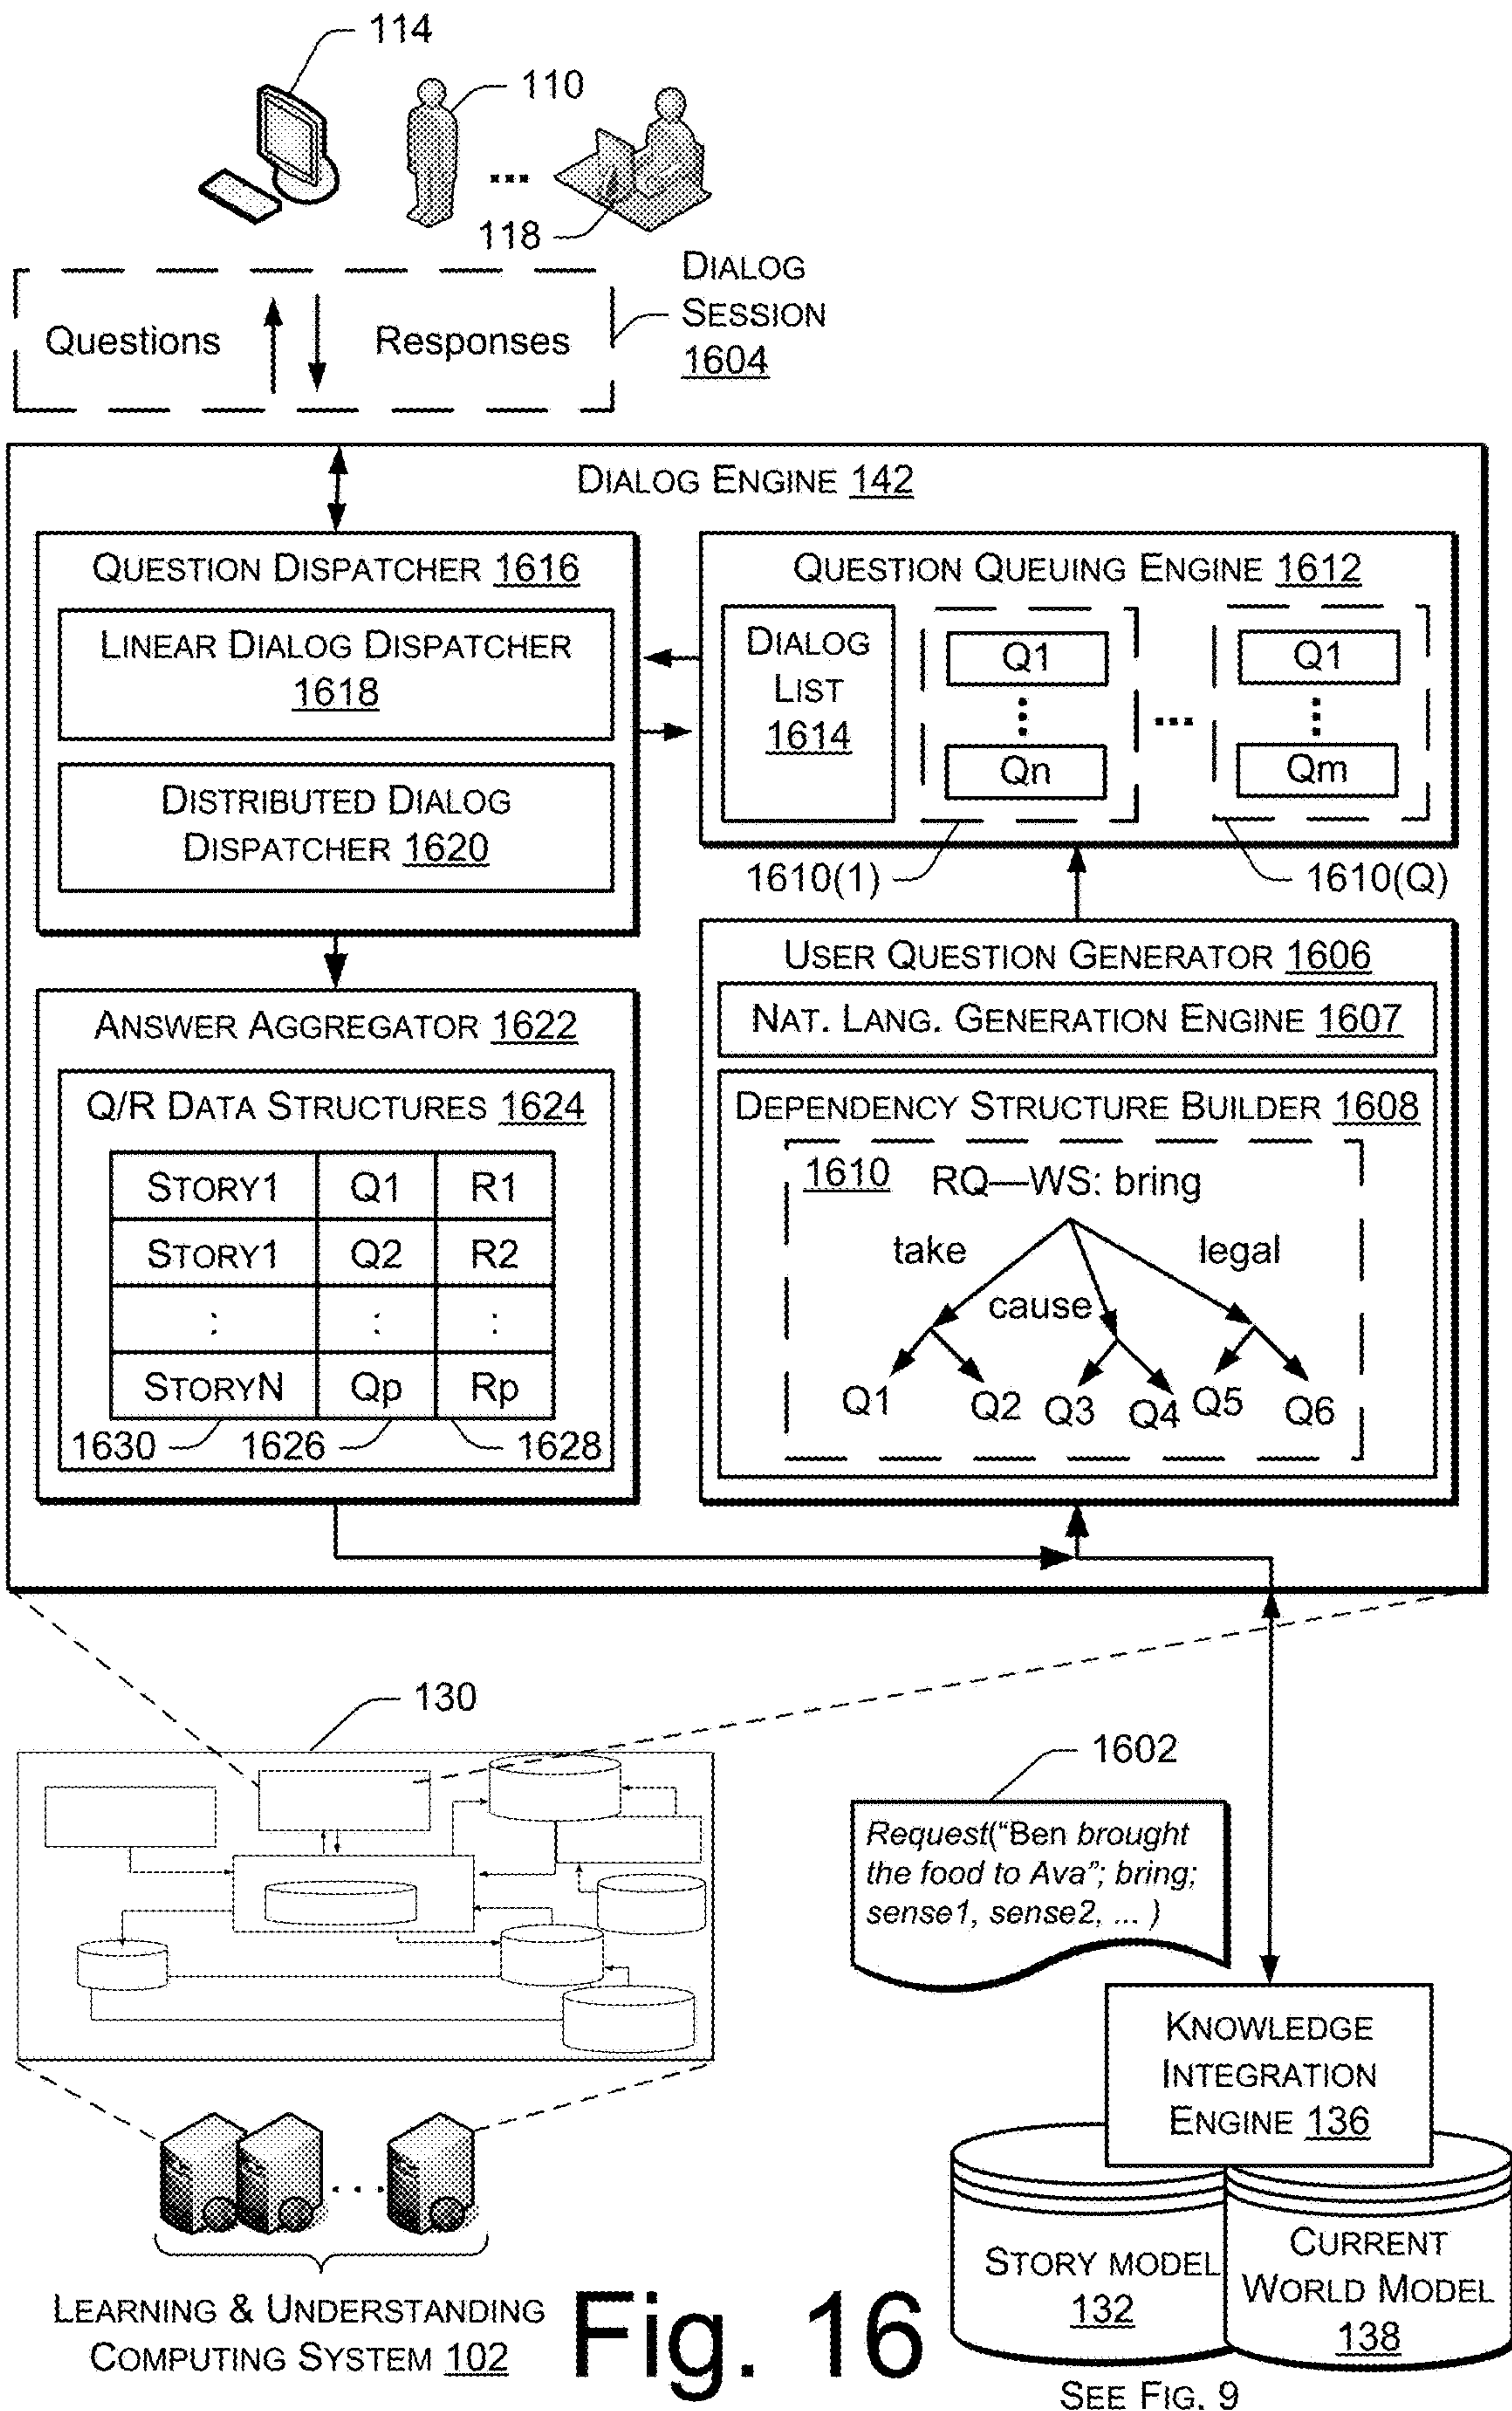 114
110
...
118
DIALOG
SESSION
1604
Questions
Responses
DIALOG ENGINE 142
QUESTION DISPATCHER 1616
LINEAR DIALOG DISPATCHER
1618
DISTRIBUTED DIALOG
DISPATCHER 1620
QUESTION QUEUING ENGINE 1612
DIALOG
LIST
1614
Q1
Qn
...
Q1
Qm
1610(1)
1610(Q)
USER QUESTION GENERATOR 1606
NAT. LANG. GENERATION ENGINE 1607
DEPENDENCY STRUCTURE BUILDER 1608
1610 RQ—WS: bring
take
legal
cause
Q1 Q2 Q3 Q4 Q5 Q6
ANSWER AGGREGATOR 1622
Q/R DATA STRUCTURES 1624
STORY1 Q1 R1
STORY1 Q2 R2
: : :
STORYN Qp Rp
1630 1626 1628
130
1602
Request("Ben brought
the food to Ava"; bring;
sense1, sense2, ... )
KNOWLEDGE
INTEGRATION
ENGINE 136
STORY MODEL
132
CURRENT
WORLD MODEL
138
SEE FIG. 9
...
LEARNING & UNDERSTANDING
COMPUTING SYSTEM 102
Fig. 16